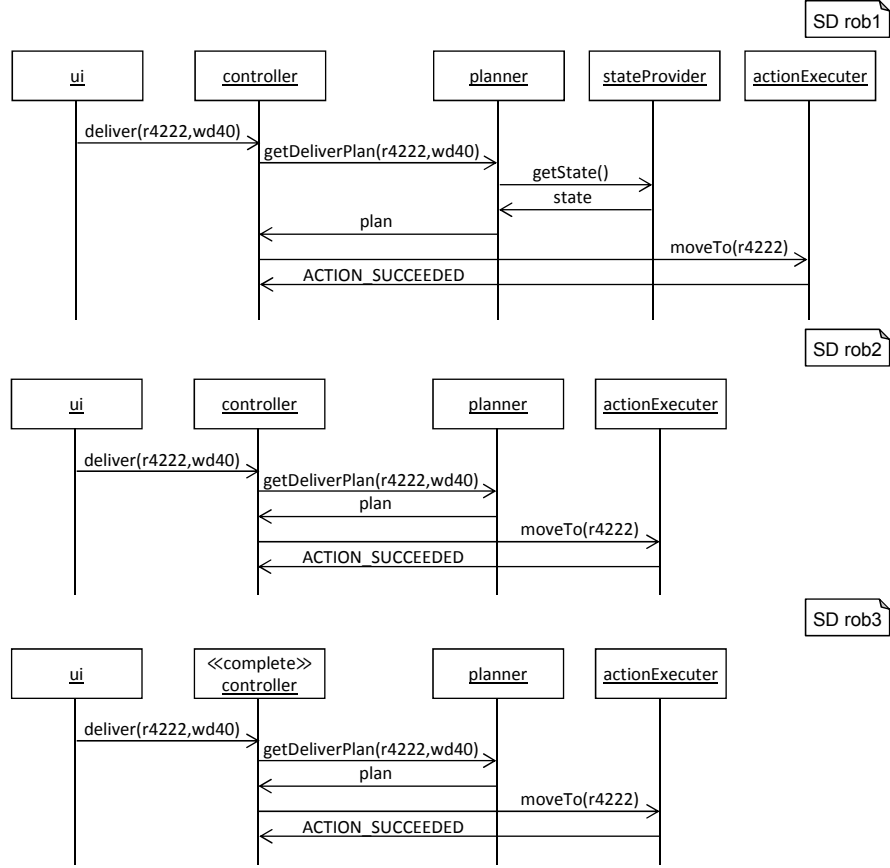 SD rob1
ui controller planner stateProvider actionExecuter
deliver(r4222,wd40)
getDeliverPlan(r4222,wd40)
getState()
state
plan
moveTo(r4222)
ACTION_SUCCEEDED
SD rob2
ui controller planner actionExecuter
deliver(r4222,wd40)
getDeliverPlan(r4222,wd40)
plan
moveTo(r4222)
ACTION_SUCCEEDED
SD rob3
≪complete≫
ui controller planner actionExecuter
deliver(r4222,wd40)
getDeliverPlan(r4222,wd40)
plan
moveTo(r4222)
ACTION_SUCCEEDED